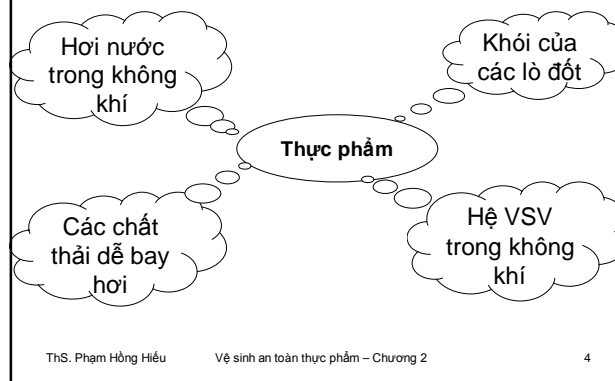 Hơi nước
trong không
khí
Khói của
các lò đốt
Thực phẩm
Các chất
thải dễ bay
hơi
Hệ VSV
trong không
khí
ThS. Phạm Hồng Hiếu Vệ sinh an toàn thực phẩm – Chương 2 4